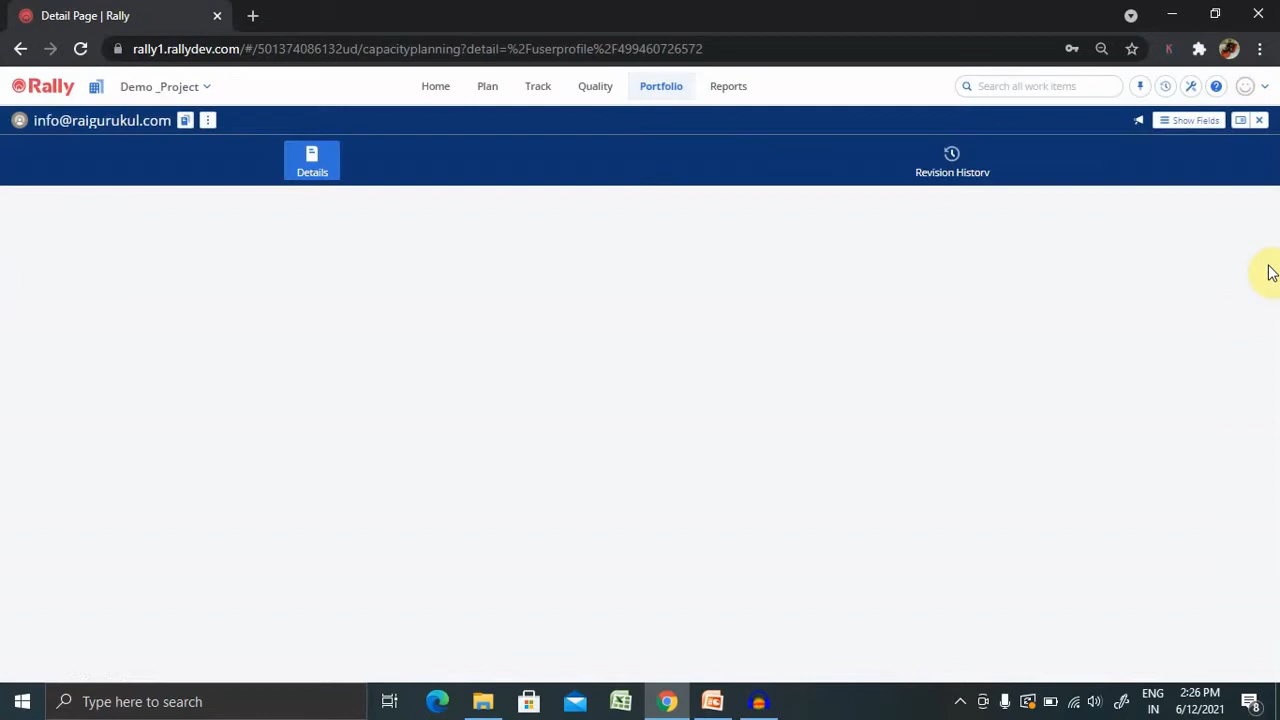 Detail Page | Rally
rally1.rallydev.com/#/501374086132ud/capacityplanning?detail=%2Fuserprofile%2F499460726572
K
Rally
Demo _Project
Home
Plan
Track
Quality
Portfolio
Reports
Search all work items
info@raigurukul.com
Show Fields
Details
Revision History
Type here to search
ENG
IN
2:26 PM
6/12/2021
8